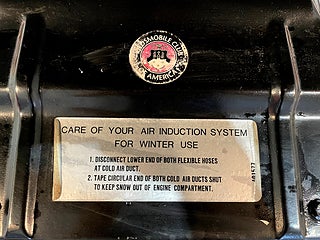 OLDSMOBILE CLUB
OF AMERICA
CARE OF YOUR AIR INDUCTION SYSTEM
FOR WINTER USE
1. DISCONNECT LOWER END OF BOTH FLEXIBLE HOSES
AT COLD AIR DUCT.
2. TAPE CIRCULAR END OF BOTH COLD AIR DUCTS SHUT
TO KEEP SNOW OUT OF ENGINE COMPARTMENT.